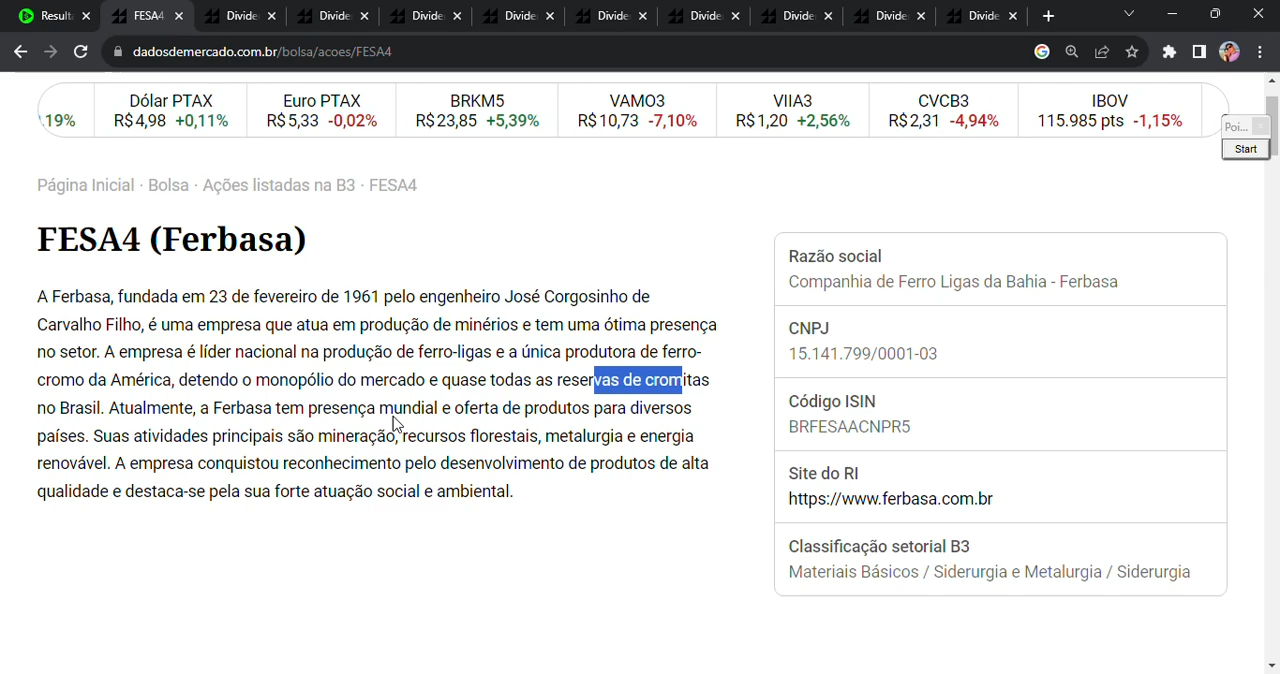 Result
FESA4
Divide
Divide
Divide
Divide
Divide
Divide
Divide
Divide
Divide
dadosdemercado.com.br/bolsa/acoes/FESA4
Dólar PTAX
Euro PTAX
BRKM5
VAMO3
VIIA3
CVCB3
IBOV
,19%
R$4,98 +0,11%
R$5,33 -0,02%
R$23,85 +5,39%
R$10,73 -7,10%
R$1,20 +2,56%
R$2,31 -4,94%
115.985 pts -1,15%
Poi...
Start
Página Inicial · Bolsa · Ações listadas na B3 · FESA4
FESA4 (Ferbasa)
A Ferbasa, fundada em 23 de fevereiro de 1961 pelo engenheiro José Corgosinho de
Carvalho Filho, é uma empresa que atua em produção de minérios e tem uma ótima presença
no setor. A empresa é líder nacional na produção de ferro-ligas e a única produtora de ferro-
cromo da América, detendo o monopólio do mercado e quase todas as reservas de cromitas
no Brasil. Atualmente, a Ferbasa tem presença mundial e oferta de produtos para diversos
países. Suas atividades principais são mineração, recursos florestais, metalurgia e energia
renovável. A empresa conquistou reconhecimento pelo desenvolvimento de produtos de alta
qualidade e destaca-se pela sua forte atuação social e ambiental.
Razão social
Companhia de Ferro Ligas da Bahia - Ferbasa
CNPJ
15.141.799/0001-03
Código ISIN
BRFESAACNPR5
Site do RI
https://www.ferbasa.com.br
Classificação setorial B3
Materiais Básicos / Siderurgia e Metalurgia / Siderurgia